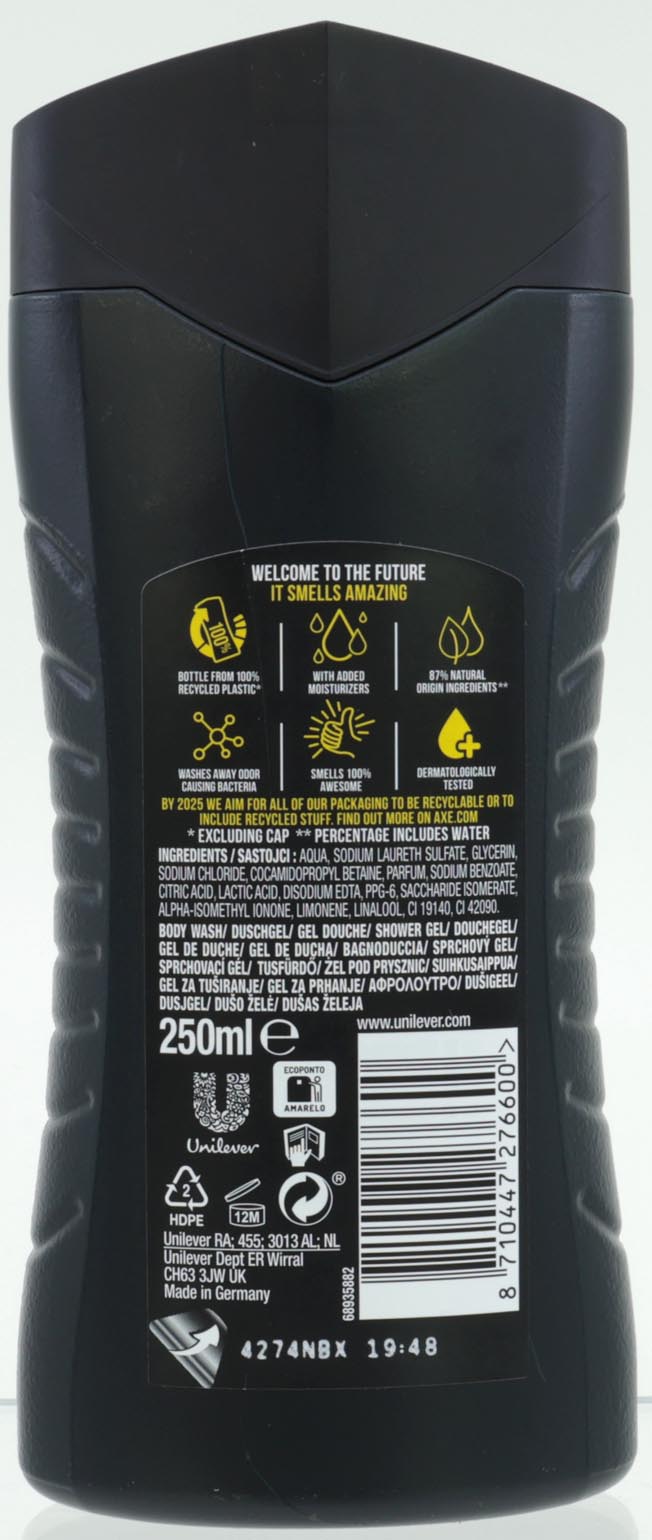 WELCOME TO THE FUTURE
IT SMELLS AMAZING
100%
BOTTLE FROM 100%
RECYCLED PLASTIC*
WITH ADDED
MOISTURIZERS
87% NATURAL
ORIGIN INGREDIENTS**
WASHES AWAY ODOR
CAUSING BACTERIA
SMELLS 100%
AWESOME
DERMATOLOGICALLY
TESTED
BY 2025 WE AIM FOR ALL OF OUR PACKAGING TO BE RECYCLABLE OR TO
INCLUDE RECYCLED STUFF. FIND OUT MORE ON AXE.COM
* EXCLUDING CAP ** PERCENTAGE INCLUDES WATER
INGREDIENTS / SASTOJCI : AQUA, SODIUM LAURETH SULFATE, GLYCERIN,
SODIUM CHLORIDE, COCAMIDOPROPYL BETAINE, PARFUM, SODIUM BENZOATE,
CITRIC ACID, LACTIC ACID, DISODIUM EDTA, PPG-6, SACCHARIDE ISOMERATE,
ALPHA-ISOMETHYL IONONE, LIMONENE, LINALOOL, CI 19140, CI 42090.
BODY WASH/ DUSCHGEL/ GEL DOUCHE/ SHOWER GEL/ DOUCHEGEL/
GEL DE DUCHE/ GEL DE DUCHA/ BAGNODUCCIA/ SPRCHOVÝ GEL/
SPRCHOVACÍ GÉL/ TUSFÜRDŐ/ ŻEL POD PRYSZNIC/ SUIHKUSAIPPUA/
GEL ZA TUŠIRANJE/ GEL ZA PRHANJE/ ΑΦΡΟΛΟΥΤΡΟ/ DUŠIGEEL/
DUSJGEL/ DUŠO ŽELĖ/ DUŠAS ŽELEJA
250ml e
www.unilever.com
ECOPONTO
AMARELO
Unilever
2
HDPE
12M
®
Unilever RA; 455; 3013 AL; NL
Unilever Dept ER Wirral
CH63 3JW UK
Made in Germany
68935882
8 710447 276600 >
4274NBX 19:48